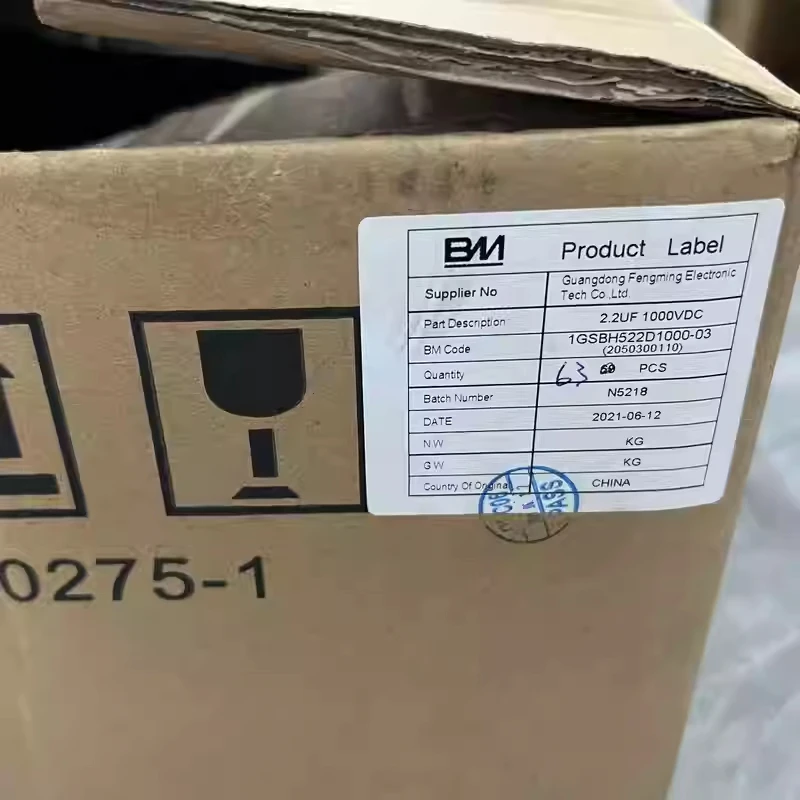 BM Product Label
Supplier No Guangdong Fengming Electronic
Tech Co.,Ltd.
Part Description 2.2UF 1000VDC
BM Code 1GSBH522D1000-03
(2050300110)
Quantity 63 60 PCS
Batch Number N5218
DATE 2021-06-12
N.W KG
G.W KG
Country Of Original CHINA
PASS
0275-1